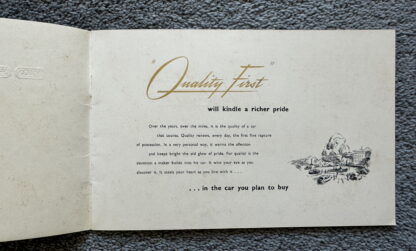 "Quality First"
will kindle a richer pride
Over the years, over the miles, it is the quality of a car
that counts. Quality renews, every day, the first fine rapture
of possession. In a very personal way, it warms the affection
and keeps bright the old glow of pride. For quality is the
devotion a maker builds into his car. It wins your eye as you
discover it. It steals your heart as you live with it . . .
. . . in the car you plan to buy